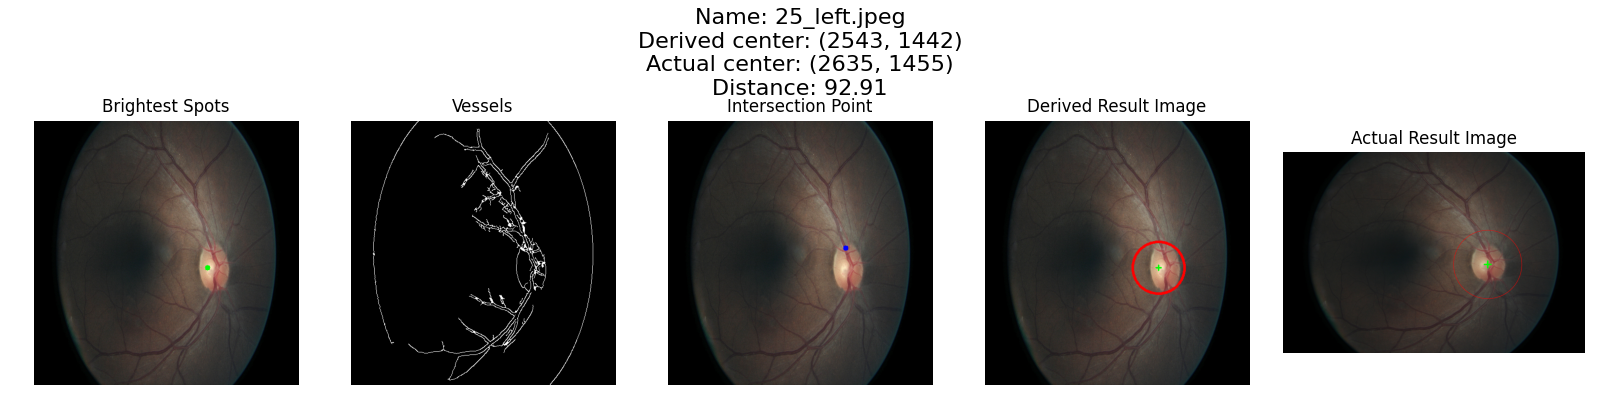 Name: 25_left.jpeg
Derived center: (2543, 1442)
Actual center: (2635, 1455)
Distance: 92.91
Brightest Spots
Vessels
Intersection Point
Derived Result Image
Actual Result Image